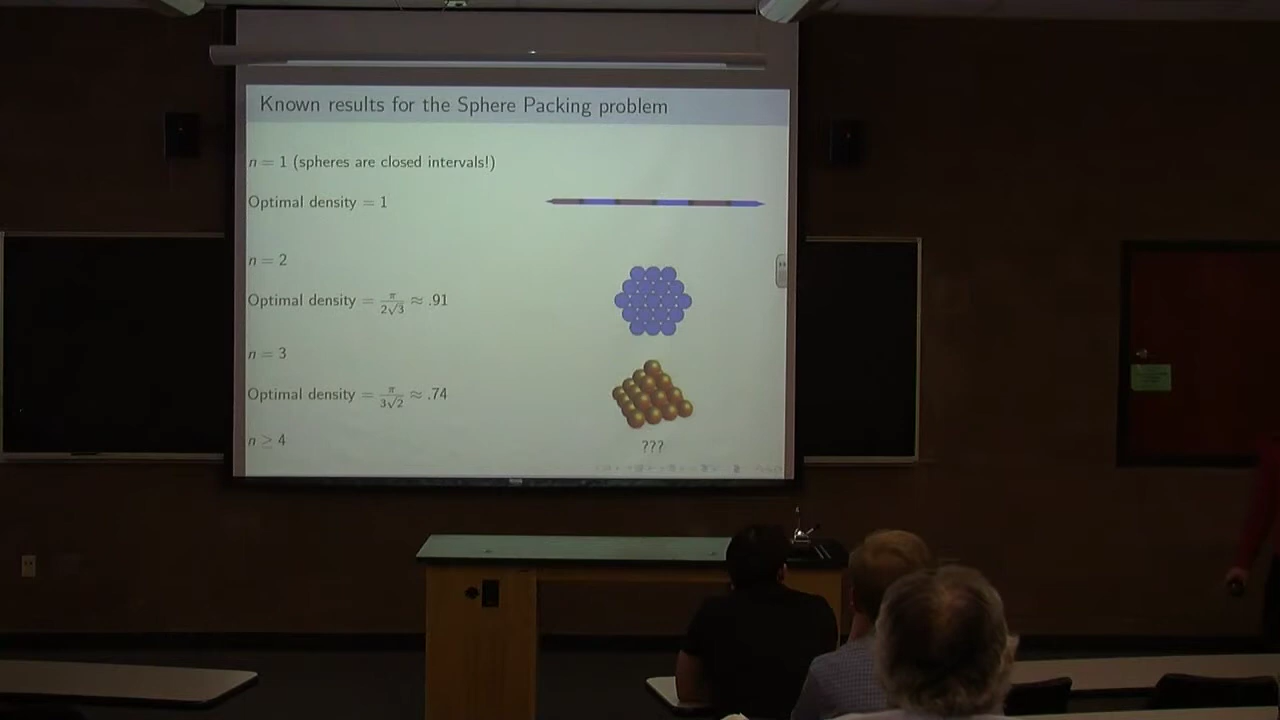 Known results for the Sphere Packing problem
n = 1 (spheres are closed intervals!)
Optimal density = 1
n = 2
Optimal density = π/2√3 ≈ .91
n = 3
Optimal density = π/3√2 ≈ .74
n ≥ 4
???